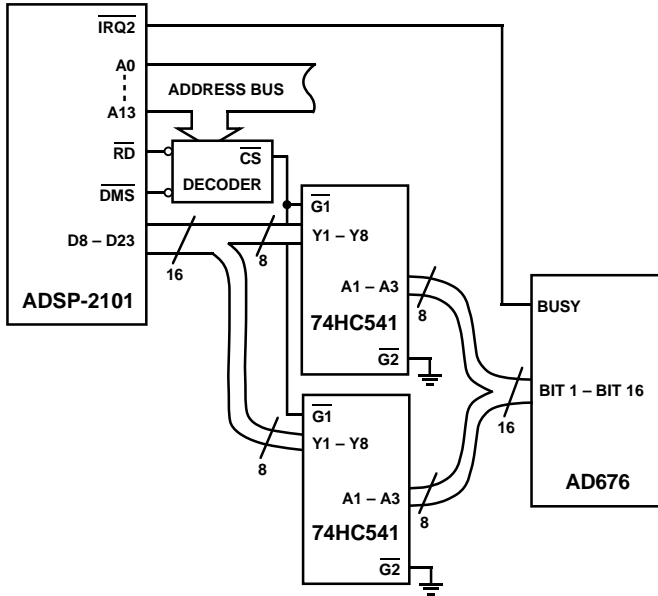 IRQ2
A0
ADDRESS BUS
A13
RD
CS
DECODER
DMS
G1
D8 – D23
Y1 – Y8
16
8
ADSP-2101
A1 – A3
8
74HC541
BUSY
G2
BIT 1 – BIT 16
16
G1
Y1 – Y8
8
AD676
A1 – A3
8
74HC541
G2